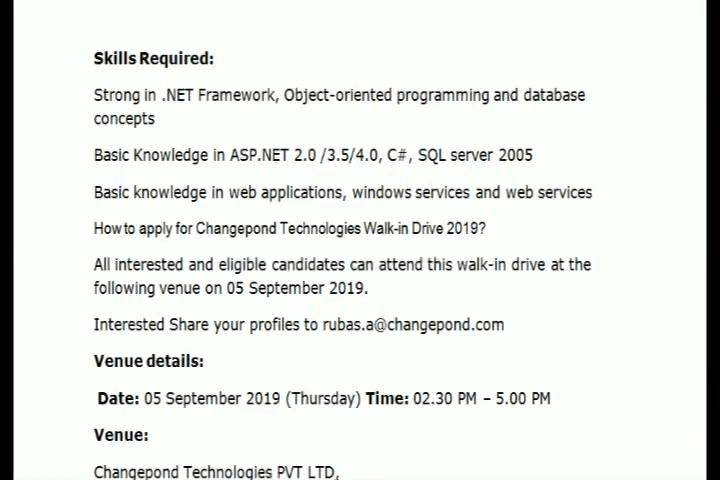 Skills Required:
Strong in .NET Framework, Object-oriented programming and database
concepts
Basic Knowledge in ASP.NET 2.0 /3.5/4.0, C#, SQL server 2005
Basic knowledge in web applications, windows services and web services
How to apply for Changepond Technologies Walk-in Drive 2019?
All interested and eligible candidates can attend this walk-in drive at the
following venue on 05 September 2019.
Interested Share your profiles to rubas.a@changepond.com
Venue details:
Date: 05 September 2019 (Thursday) Time: 02.30 PM – 5.00 PM
Venue:
Changepond Technologies PVT LTD,